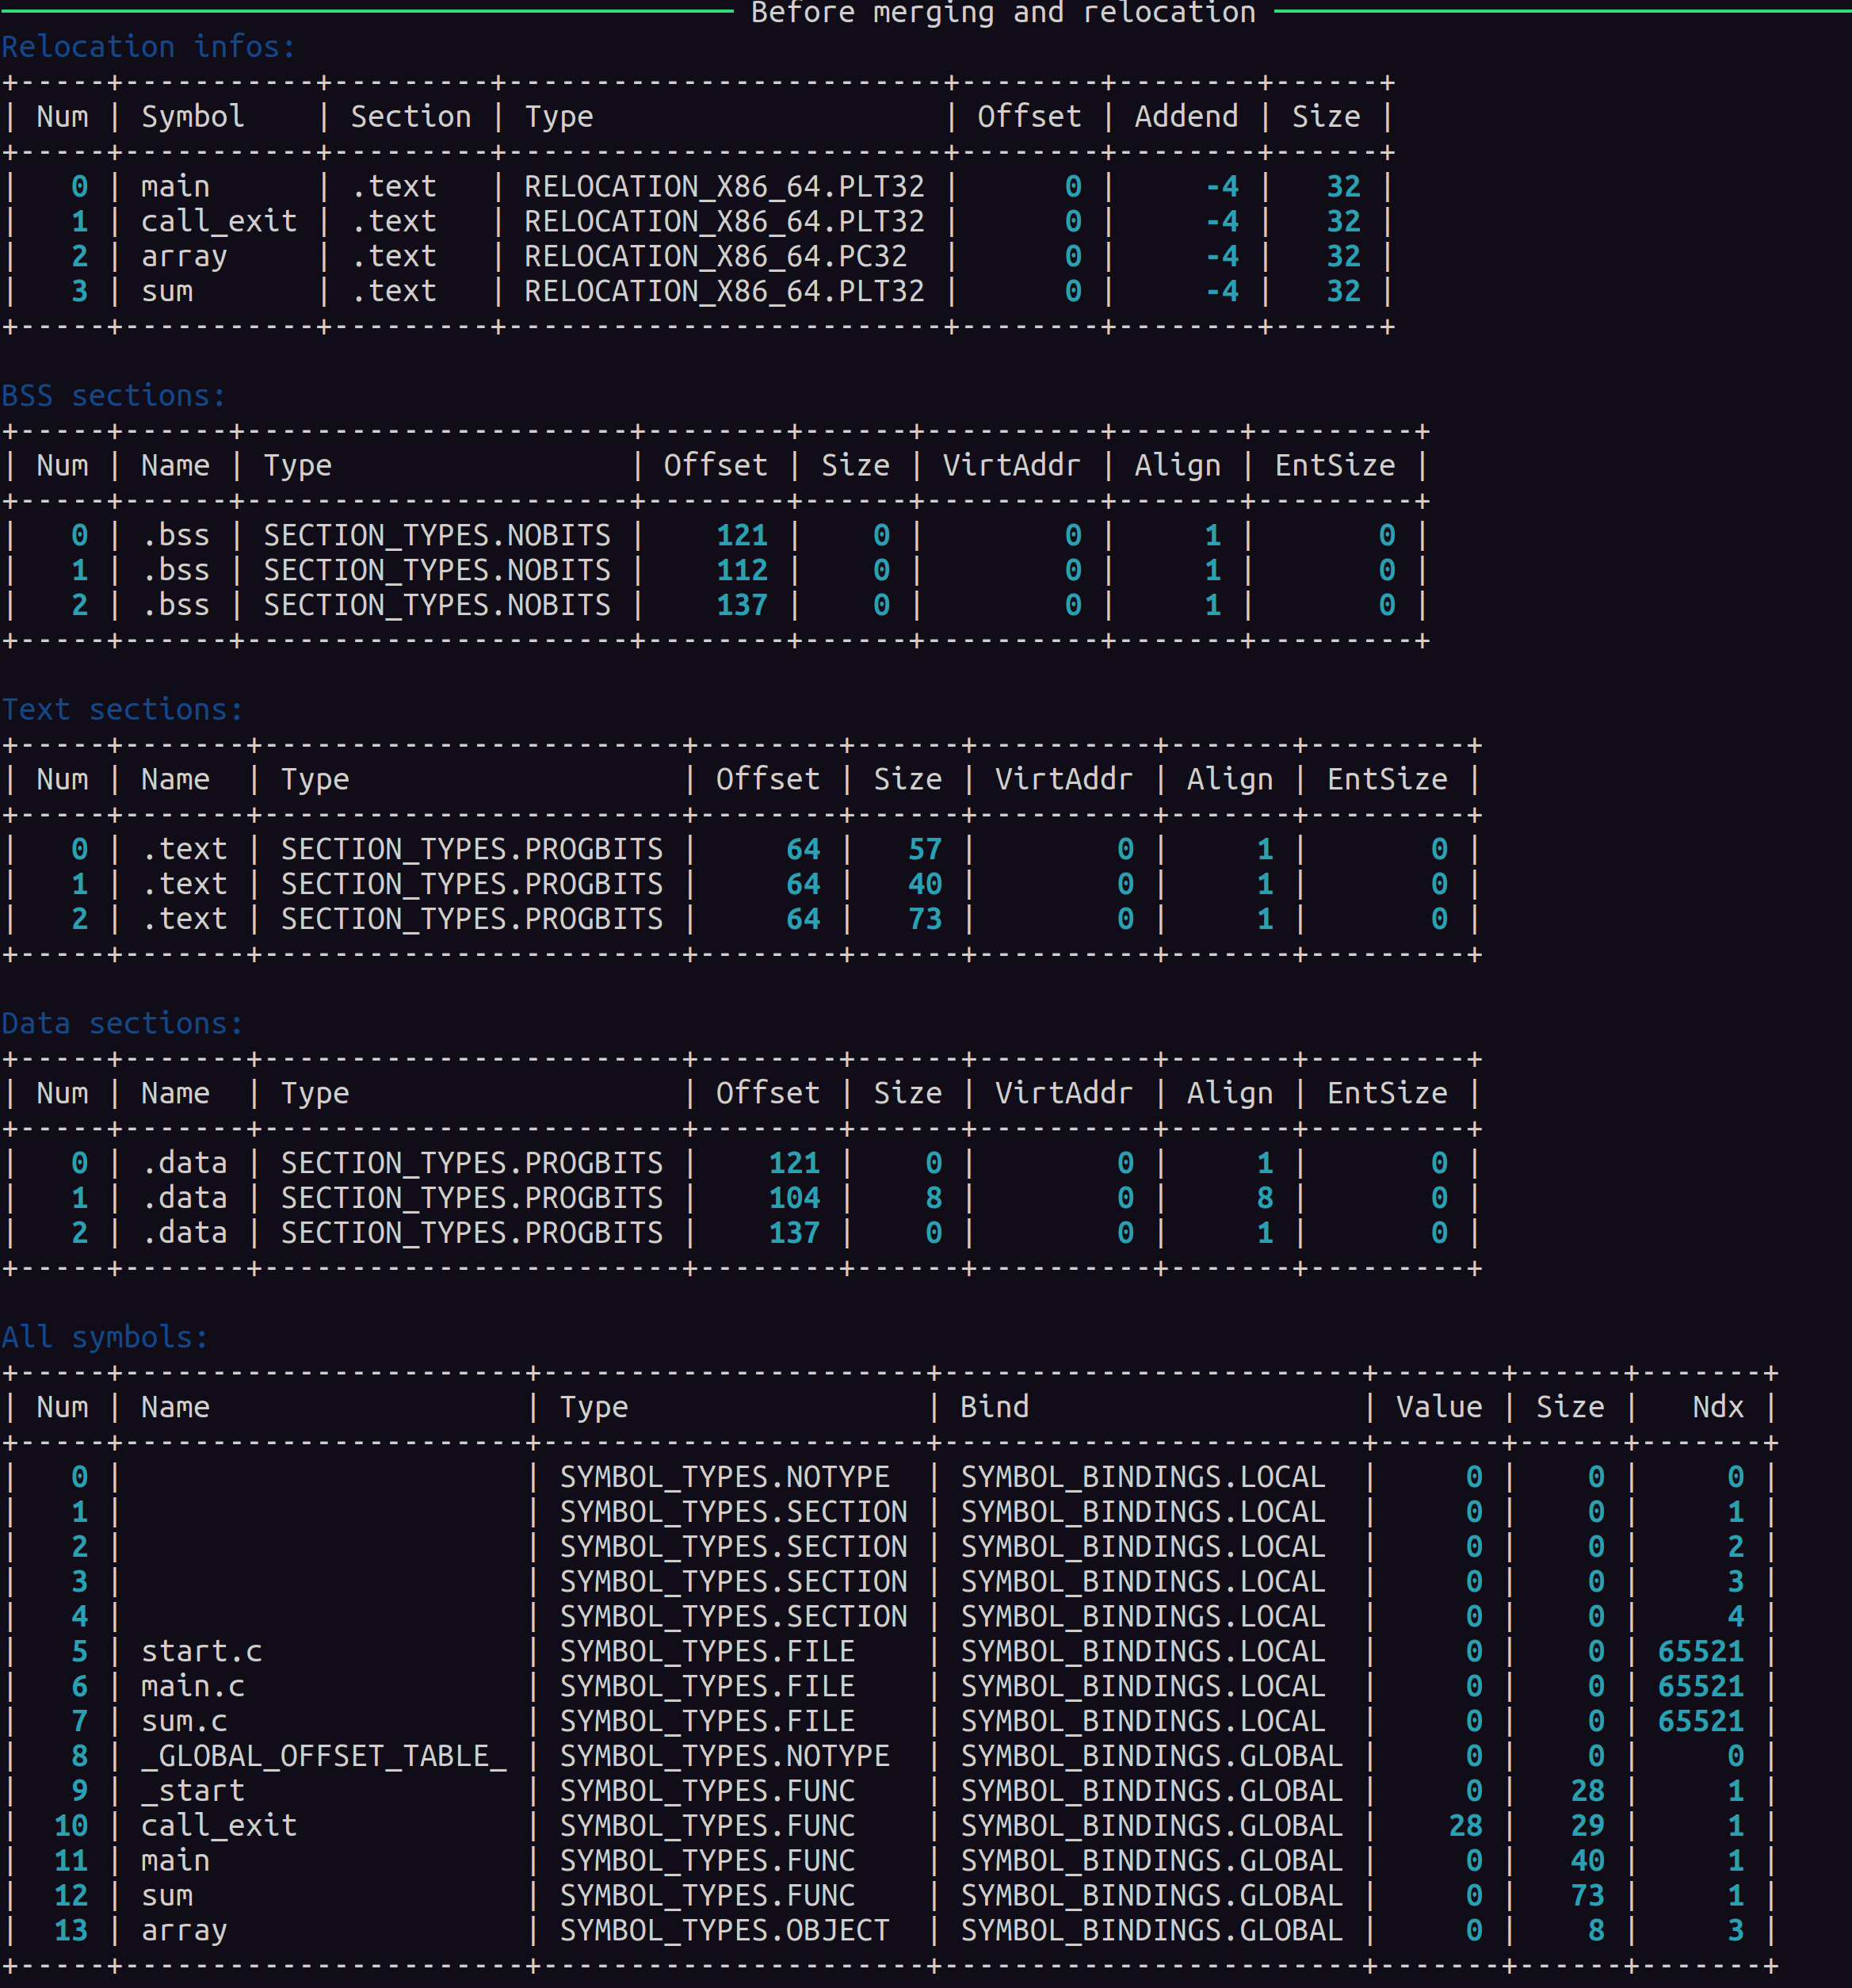 Before merging and relocation
Relocation infos:
+-----+-----------+---------+-------------------------+--------+--------+------+
| Num | Symbol    | Section | Type                    | Offset | Addend | Size |
+-----+-----------+---------+-------------------------+--------+--------+------+
|   0 | main      | .text   | RELOCATION_X86_64.PLT32 |      0 |     -4 |   32 |
|   1 | call_exit | .text   | RELOCATION_X86_64.PLT32 |      0 |     -4 |   32 |
|   2 | array     | .text   | RELOCATION_X86_64.PC32  |      0 |     -4 |   32 |
|   3 | sum       | .text   | RELOCATION_X86_64.PLT32 |      0 |     -4 |   32 |
+-----+-----------+---------+-------------------------+--------+--------+------+
BSS sections:
+-----+------+----------------------+--------+------+----------+-------+---------+
| Num | Name | Type                 | Offset | Size | VirtAddr | Align | EntSize |
+-----+------+----------------------+--------+------+----------+-------+---------+
|   0 | .bss | SECTION_TYPES.NOBITS |    121 |    0 |        0 |     1 |       0 |
|   1 | .bss | SECTION_TYPES.NOBITS |    112 |    0 |        0 |     1 |       0 |
|   2 | .bss | SECTION_TYPES.NOBITS |    137 |    0 |        0 |     1 |       0 |
+-----+------+----------------------+--------+------+----------+-------+---------+
Text sections:
+-----+-------+------------------------+--------+------+----------+-------+---------+
| Num | Name  | Type                   | Offset | Size | VirtAddr | Align | EntSize |
+-----+-------+------------------------+--------+------+----------+-------+---------+
|   0 | .text | SECTION_TYPES.PROGBITS |     64 |   57 |        0 |     1 |       0 |
|   1 | .text | SECTION_TYPES.PROGBITS |     64 |   40 |        0 |     1 |       0 |
|   2 | .text | SECTION_TYPES.PROGBITS |     64 |   73 |        0 |     1 |       0 |
+-----+-------+------------------------+--------+------+----------+-------+---------+
Data sections:
+-----+-------+------------------------+--------+------+----------+-------+---------+
| Num | Name  | Type                   | Offset | Size | VirtAddr | Align | EntSize |
+-----+-------+------------------------+--------+------+----------+-------+---------+
|   0 | .data | SECTION_TYPES.PROGBITS |    121 |    0 |        0 |     1 |       0 |
|   1 | .data | SECTION_TYPES.PROGBITS |    104 |    8 |        0 |     8 |       0 |
|   2 | .data | SECTION_TYPES.PROGBITS |    137 |    0 |        0 |     1 |       0 |
+-----+-------+------------------------+--------+------+----------+-------+---------+
All symbols:
+-----+-----------------------+----------------------+------------------------+-------+------+-------+
| Num | Name                  | Type                 | Bind                   | Value | Size |   Ndx |
+-----+-----------------------+----------------------+------------------------+-------+------+-------+
|   0 |                       | SYMBOL_TYPES.NOTYPE  | SYMBOL_BINDINGS.LOCAL  |     0 |    0 |     0 |
|   1 |                       | SYMBOL_TYPES.SECTION | SYMBOL_BINDINGS.LOCAL  |     0 |    0 |     1 |
|   2 |                       | SYMBOL_TYPES.SECTION | SYMBOL_BINDINGS.LOCAL  |     0 |    0 |     2 |
|   3 |                       | SYMBOL_TYPES.SECTION | SYMBOL_BINDINGS.LOCAL  |     0 |    0 |     3 |
|   4 |                       | SYMBOL_TYPES.SECTION | SYMBOL_BINDINGS.LOCAL  |     0 |    0 |     4 |
|   5 | start.c               | SYMBOL_TYPES.FILE    | SYMBOL_BINDINGS.LOCAL  |     0 |    0 | 65521 |
|   6 | main.c                | SYMBOL_TYPES.FILE    | SYMBOL_BINDINGS.LOCAL  |     0 |    0 | 65521 |
|   7 | sum.c                 | SYMBOL_TYPES.FILE    | SYMBOL_BINDINGS.LOCAL  |     0 |    0 | 65521 |
|   8 | _GLOBAL_OFFSET_TABLE_ | SYMBOL_TYPES.NOTYPE  | SYMBOL_BINDINGS.GLOBAL |     0 |    0 |     0 |
|   9 | _start                | SYMBOL_TYPES.FUNC    | SYMBOL_BINDINGS.GLOBAL |     0 |   28 |     1 |
|  10 | call_exit             | SYMBOL_TYPES.FUNC    | SYMBOL_BINDINGS.GLOBAL |    28 |   29 |     1 |
|  11 | main                  | SYMBOL_TYPES.FUNC    | SYMBOL_BINDINGS.GLOBAL |     0 |   40 |     1 |
|  12 | sum                   | SYMBOL_TYPES.FUNC    | SYMBOL_BINDINGS.GLOBAL |     0 |   73 |     1 |
|  13 | array                 | SYMBOL_TYPES.OBJECT  | SYMBOL_BINDINGS.GLOBAL |     0 |    8 |     3 |
+-----+-----------------------+----------------------+------------------------+-------+------+-------+